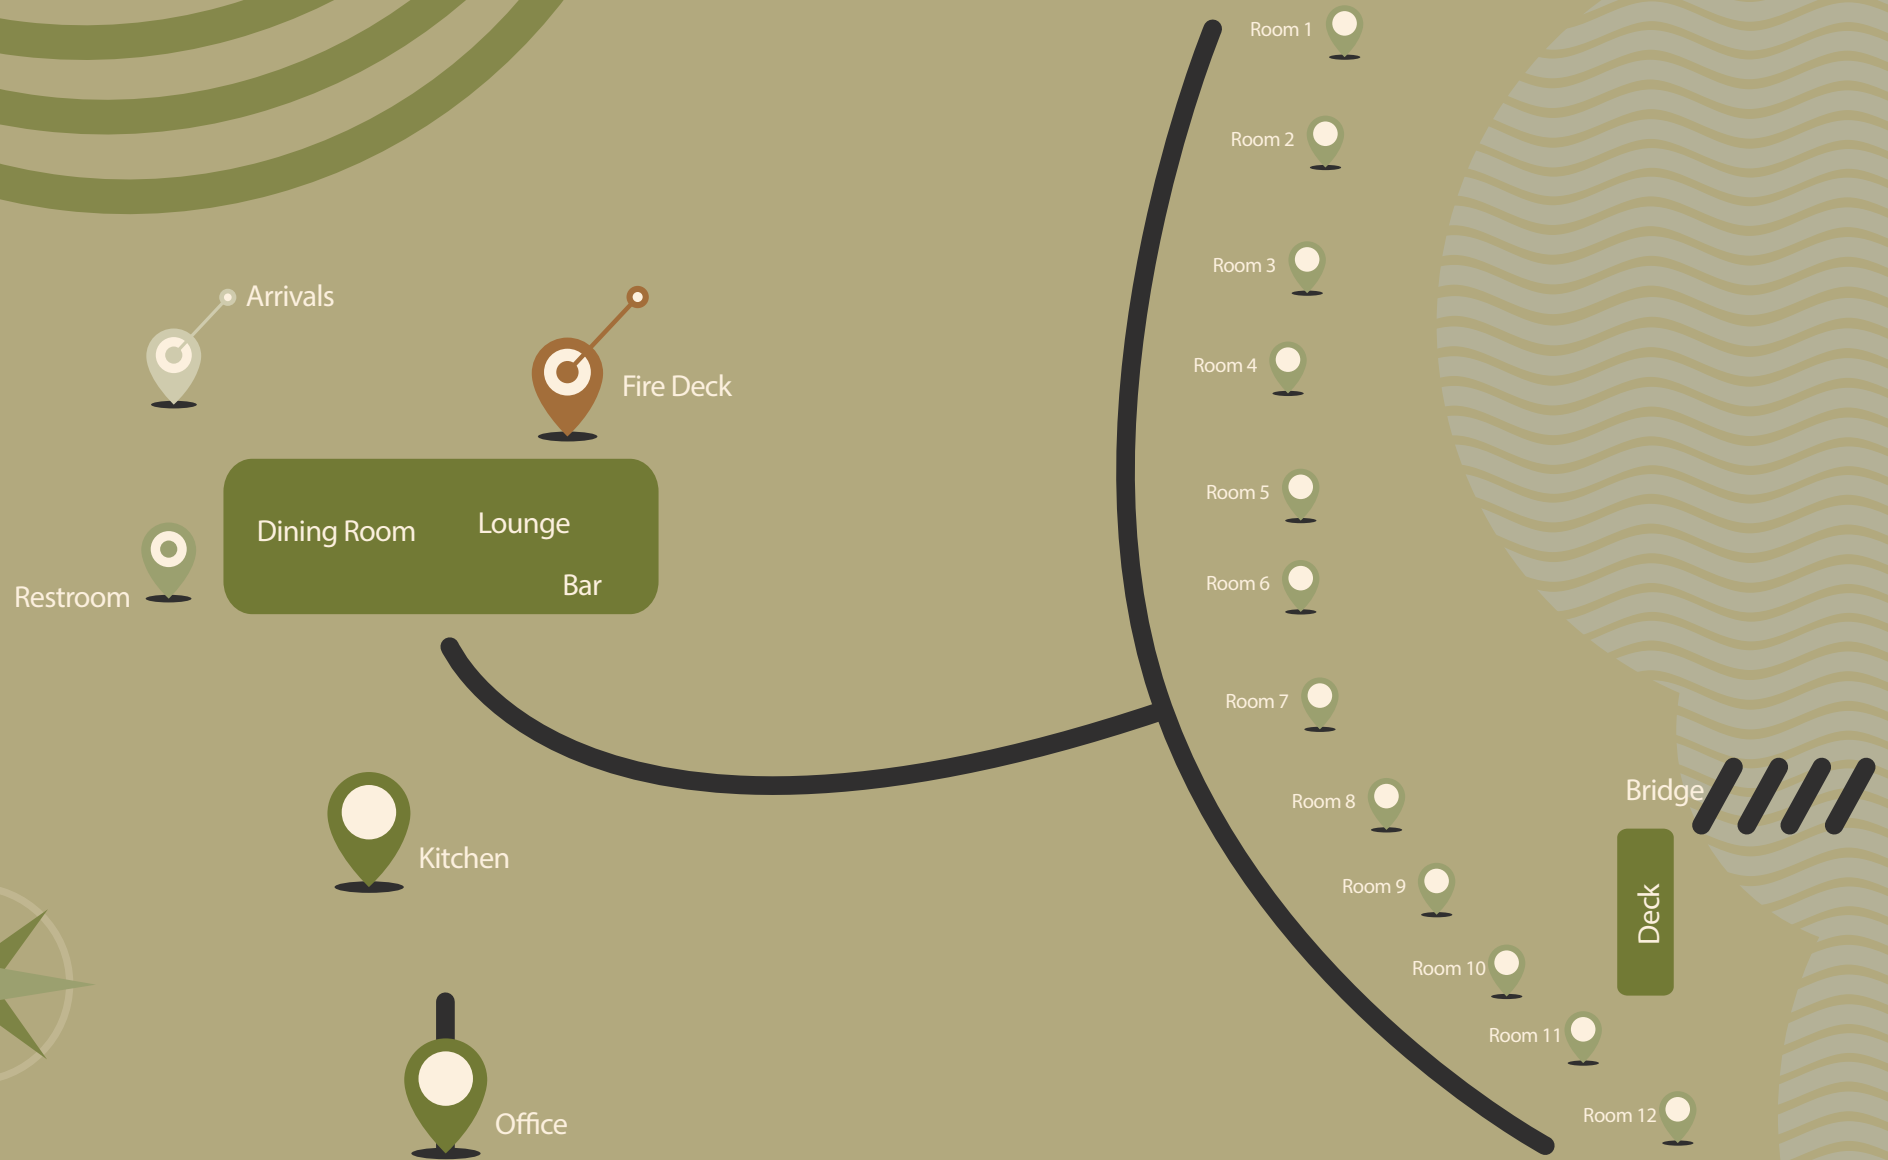 Room 1
Room 2
Room 3
Arrivals
Room 4
Fire Deck
Room 5
Lounge
Dining Room
Room 6
Bar
Restroom
Room 7
Bridge
Room 8
Kitchen
Room 9
Deck
Room 10
Room 11
Room 12
Office